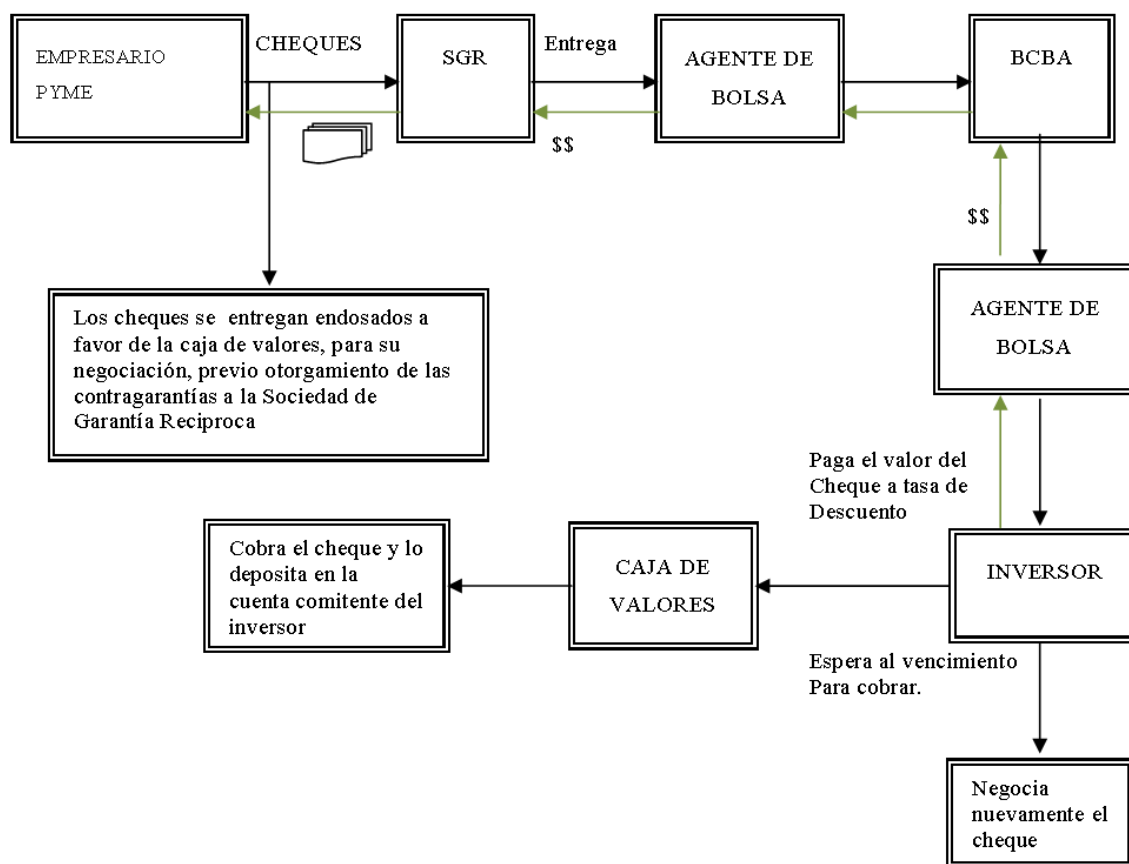 EMPRESARIO
PYME
CHEQUES
SGR
Entrega
AGENTE DE
BOLSA
BCBA
$$
$$
Los cheques se entregan endosados a
favor de la caja de valores, para su
negociación, previo otorgamiento de las
contragarantías a la Sociedad de
Garantía Reciproca
AGENTE DE
BOLSA
Paga el valor del
Cheque a tasa de
Descuento
Cobra el cheque y lo
deposita en la
cuenta comitente del
inversor
CAJA DE
VALORES
INVERSOR
Espera al vencimiento
Para cobrar.
Negocia
nuevamente el
cheque